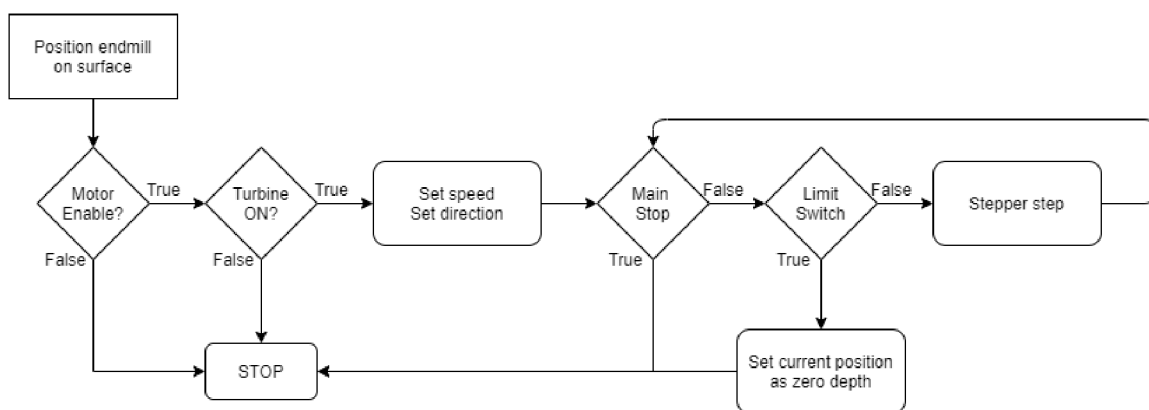 Position endmill
on surface
Motor
Enable?
True
False
Turbine
ON?
True
False
Set speed
Set direction
Main
Stop
False
True
Limit
Switch
False
True
Stepper step
STOP
Set current position
as zero depth